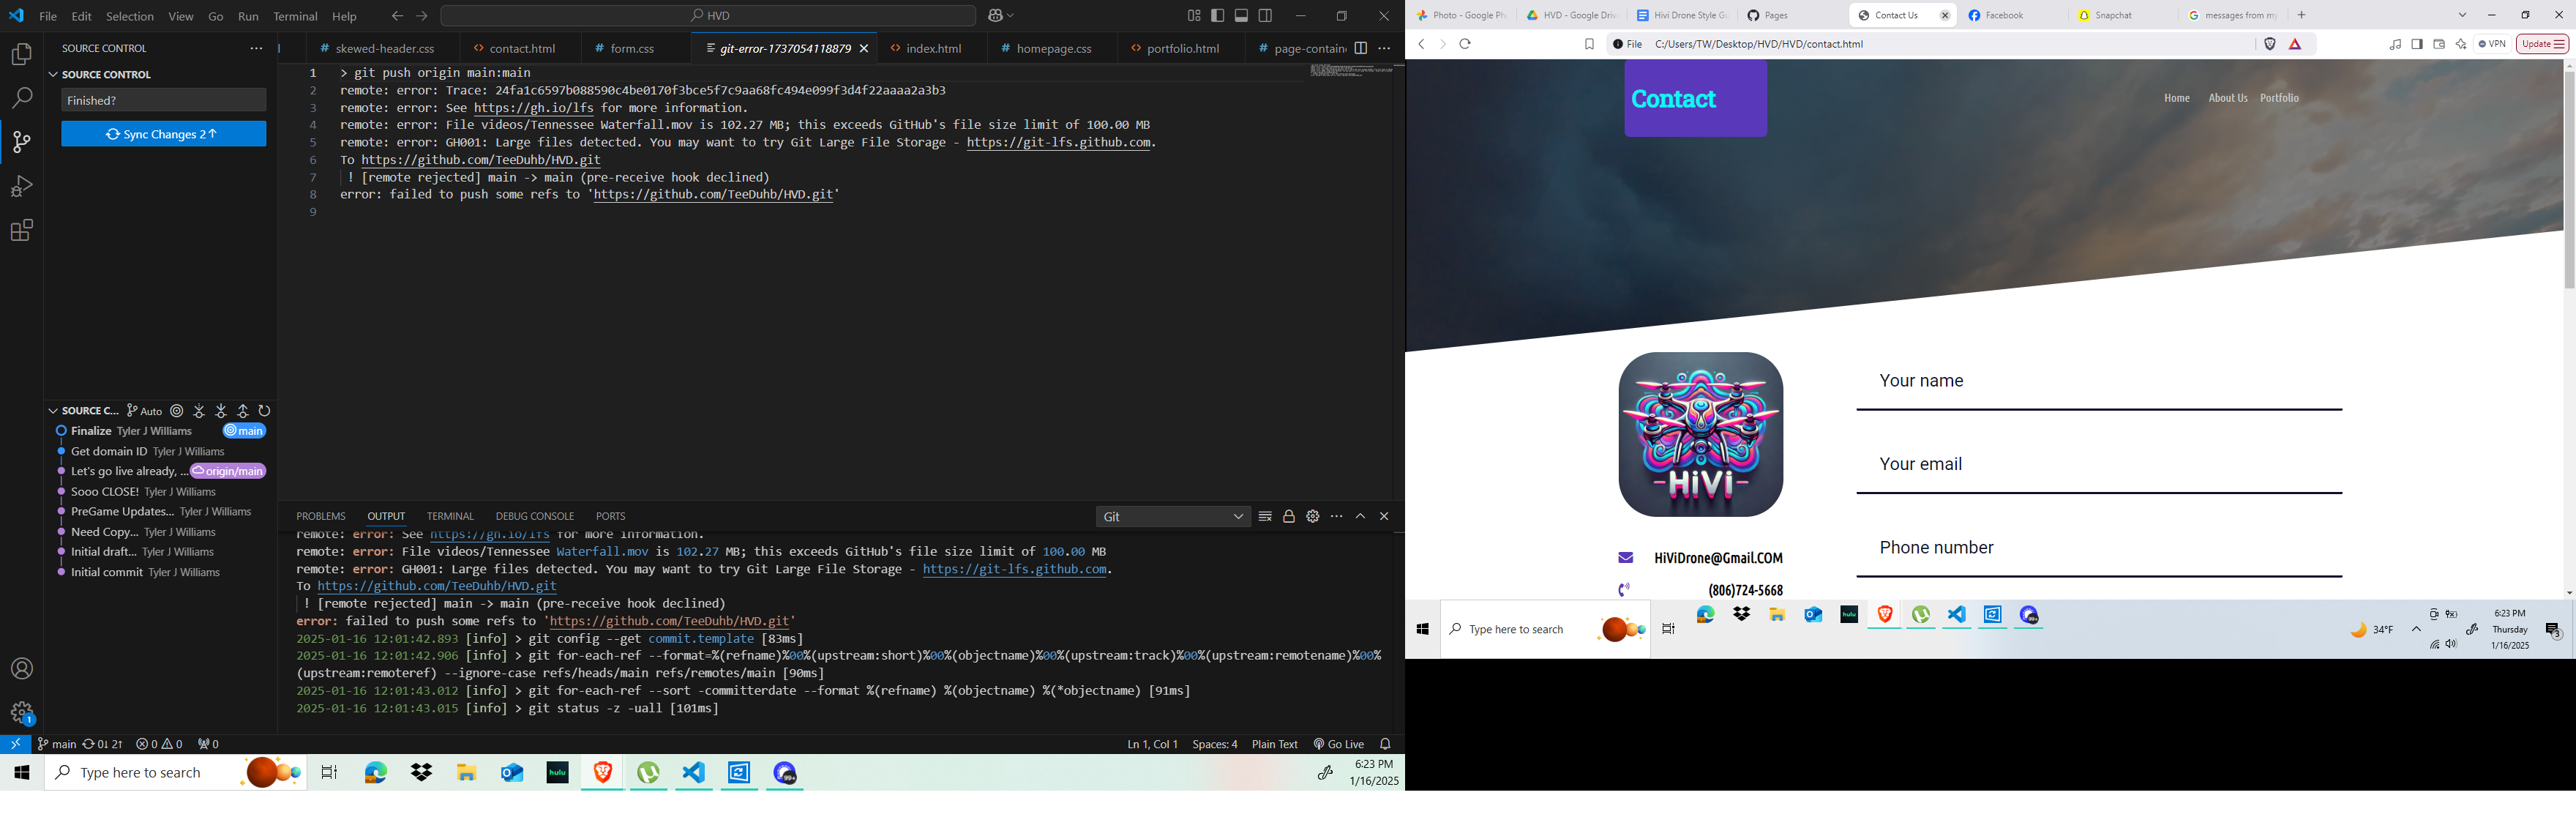 File Edit Selection View Go Run Terminal Help
HVD
SOURCE CONTROL
SOURCE CONTROL
Finished?
Sync Changes 2↑
SOURCE C... Auto
Finalize Tyler J Williams main
Get domain ID Tyler J Williams
Let's go live already, ... origin/main
Sooo CLOSE! Tyler J Williams
PreGame Updates... Tyler J Williams
Need Copy... Tyler J Williams
Initial draft... Tyler J Williams
Initial commit Tyler J Williams
skewed-header.css contact.html form.css git-error-1737054118879 index.html homepage.css portfolio.html page-contain
1 > git push origin main:main
2 remote: error: Trace: 24fa1c6597b088590c4be0170f3bce5f7c9aa68fc494e099f3d4f22aaaa2a3b3
3 remote: error: See https://gh.io/lfs for more information.
4 remote: error: File videos/Tennessee Waterfall.mov is 102.27 MB; this exceeds GitHub's file size limit of 100.00 MB
5 remote: error: GH001: Large files detected. You may want to try Git Large File Storage - https://git-lfs.github.com.
6 To https://github.com/TeeDuhb/HVD.git
7 ! [remote rejected] main -> main (pre-receive hook declined)
8 error: failed to push some refs to 'https://github.com/TeeDuhb/HVD.git'
9
PROBLEMS OUTPUT TERMINAL DEBUG CONSOLE PORTS Git
remote: error: See https://gh.io/lfs for more information.
remote: error: File videos/Tennessee Waterfall.mov is 102.27 MB; this exceeds GitHub's file size limit of 100.00 MB
remote: error: GH001: Large files detected. You may want to try Git Large File Storage - https://git-lfs.github.com.
To https://github.com/TeeDuhb/HVD.git
! [remote rejected] main -> main (pre-receive hook declined)
error: failed to push some refs to 'https://github.com/TeeDuhb/HVD.git'
2025-01-16 12:01:42.893 [info] > git config --get commit.template [83ms]
2025-01-16 12:01:42.906 [info] > git for-each-ref --format=%(refname)%00%(upstream:short)%00%(objectname)%00%(upstream:track)%00%(upstream:remotename)%00%
(upstream:remoteref) --ignore-case refs/heads/main refs/remotes/main [90ms]
2025-01-16 12:01:43.012 [info] > git for-each-ref --sort -committerdate --format %(refname) %(objectname) %(*objectname) [91ms]
2025-01-16 12:01:43.015 [info] > git status -z -uall [101ms]
1
main 0↓ 2↑ 0 0 0 Ln 1, Col 1 Spaces: 4 Plain Text Go Live
Type here to search
hulu
99+
6:23 PM
1/16/2025
Photo - Google Ph HVD - Google Driv Hivi Drone Style Gu Pages Contact Us Facebook Snapchat messages from my
File C:/Users/TW/Desktop/HVD/HVD/contact.html VPN Update
Contact
Home About Us Portfolio
HiVi
Your name
Your email
Phone number
HiViDrone@Gmail.COM
(806)724-5668
Type here to search
hulu
99+
34°F
6:23 PM
Thursday
1/16/2025
3